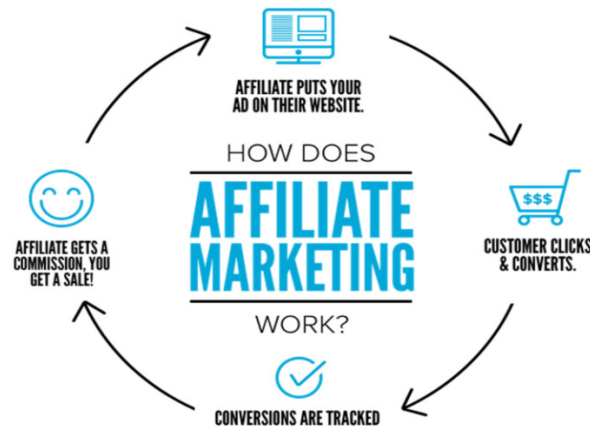 AFFILIATE PUTS YOUR
AD ON THEIR WEBSITE.
HOW DOES
AFFILIATE
MARKETING
WORK?
$$$
CUSTOMER CLICKS
& CONVERTS.
CONVERSIONS ARE TRACKED
AFFILIATE GETS A
COMMISSION, YOU
GET A SALE!